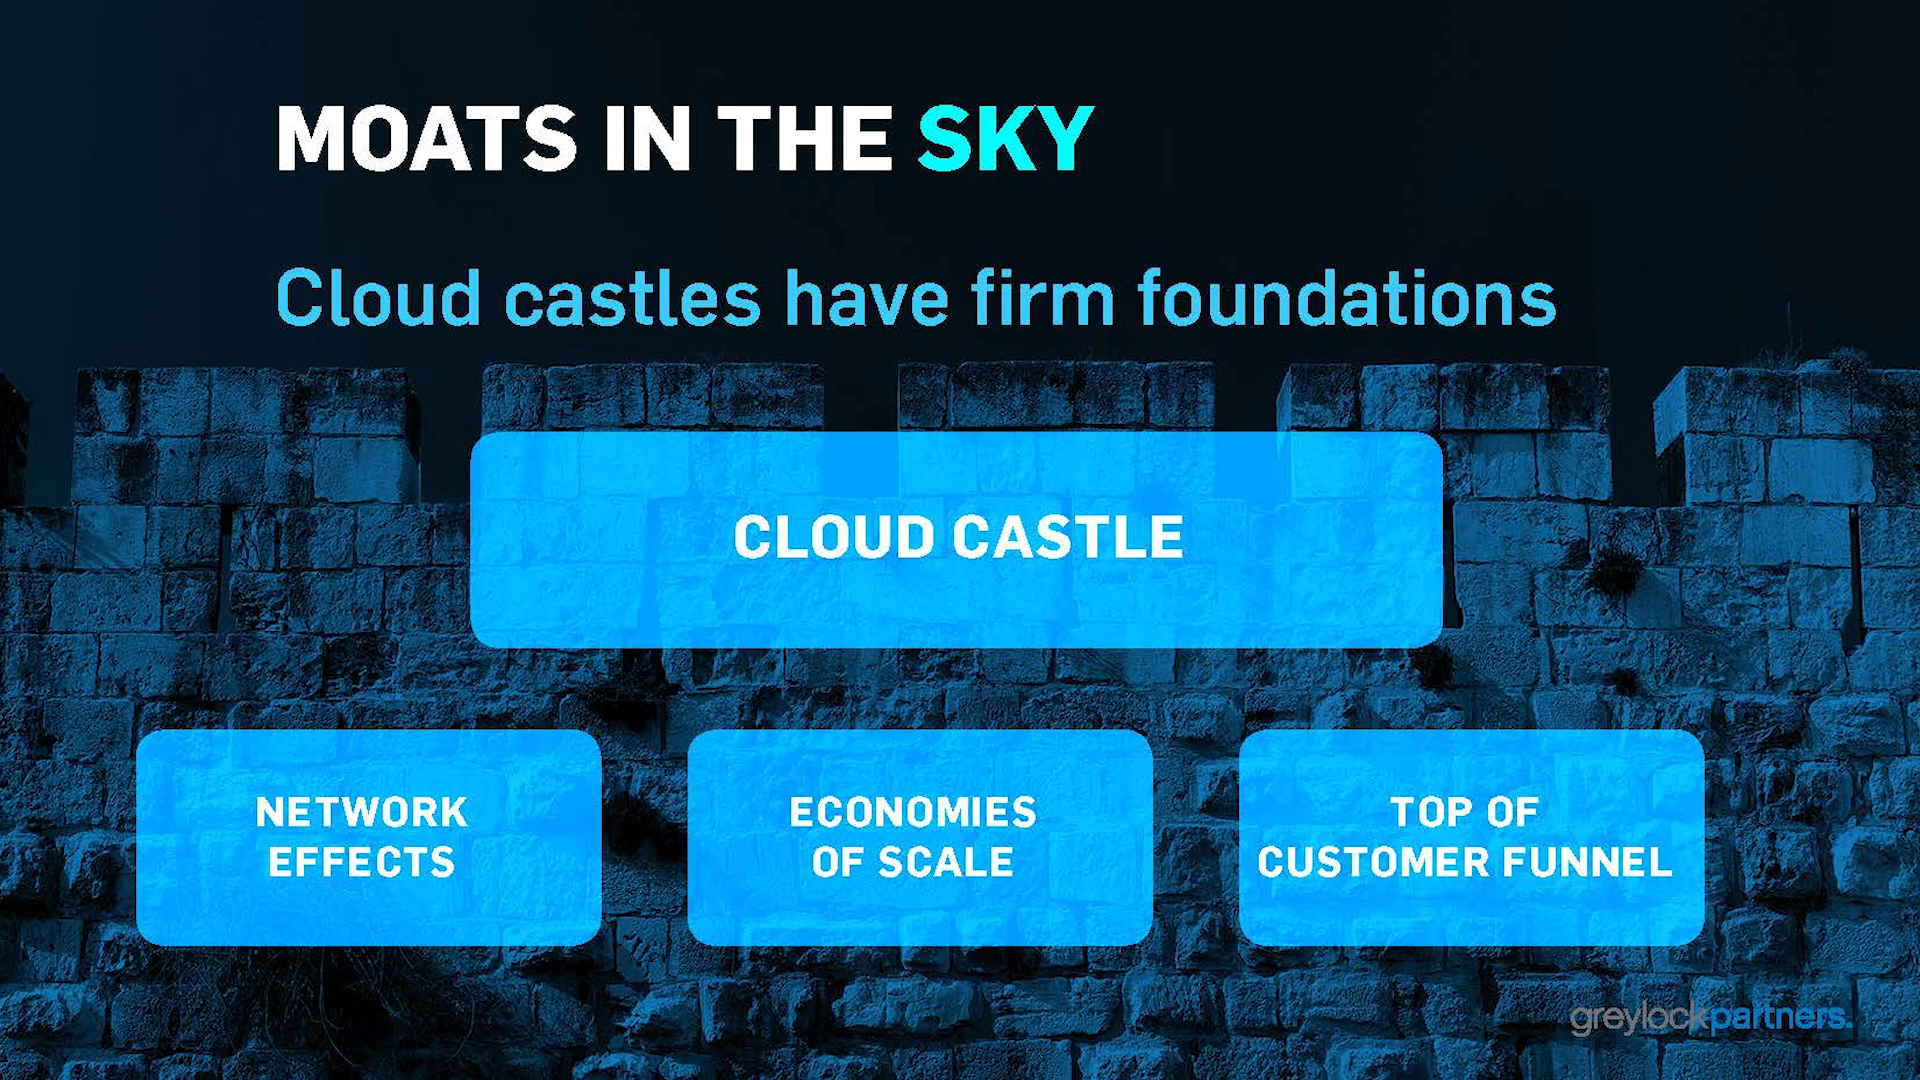 MOATS IN THE SKY
Cloud castles have firm foundations
CLOUD CASTLE
NETWORK
EFFECTS
ECONOMIES
OF SCALE
TOP OF
CUSTOMER FUNNEL
greylockpartners.